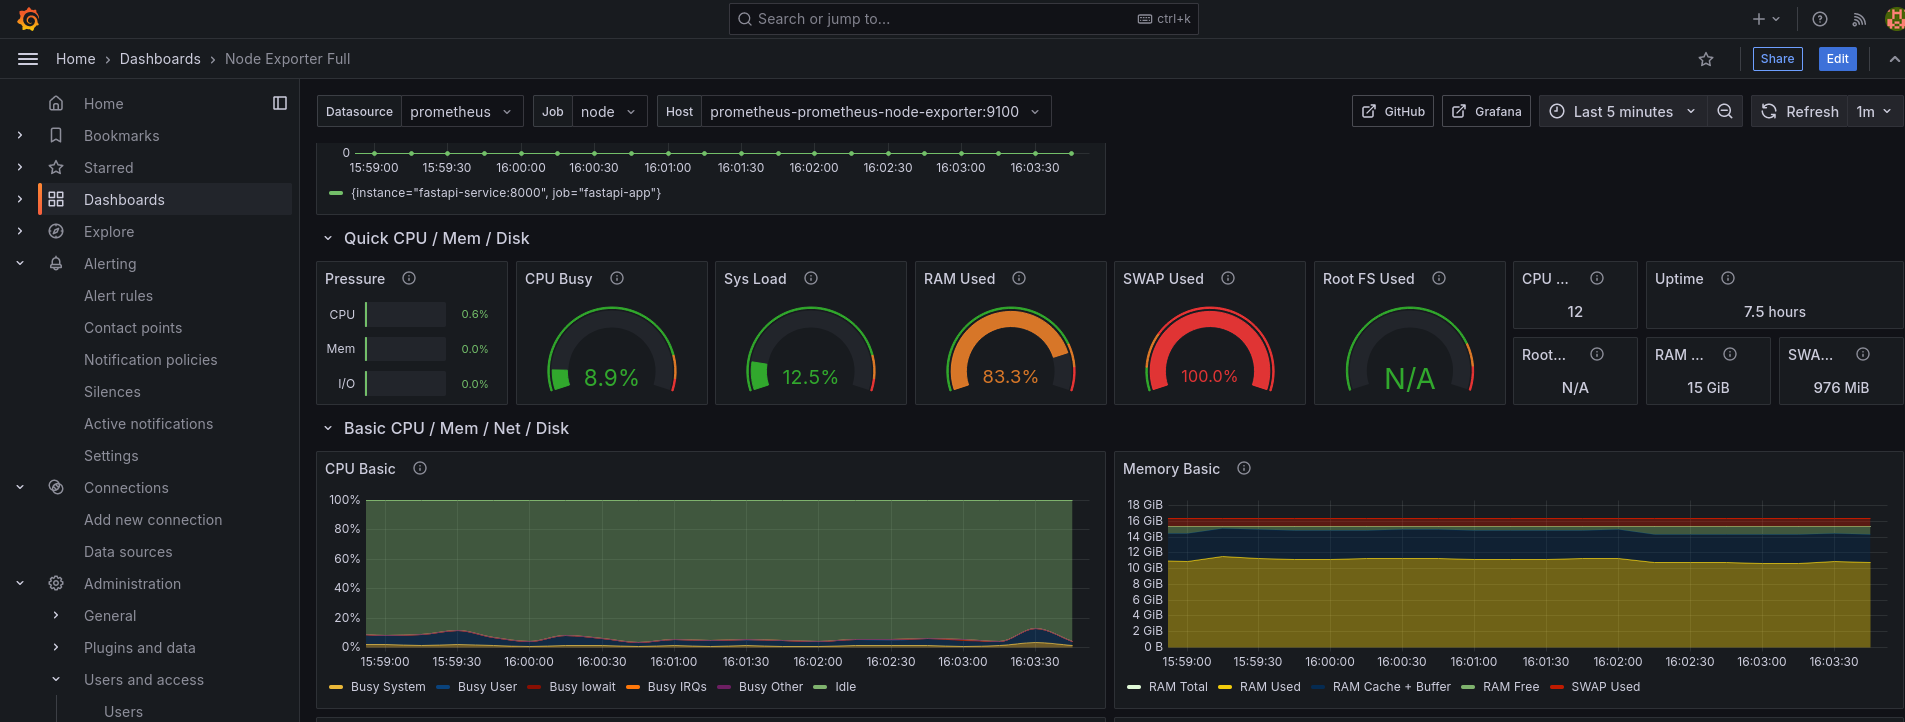 Search or jump to...
ctrl+k
Home › Dashboards › Node Exporter Full
Share
Edit
Home
Bookmarks
Starred
Dashboards
Explore
Alerting
Alert rules
Contact points
Notification policies
Silences
Active notifications
Settings
Connections
Add new connection
Data sources
Administration
General
Plugins and data
Users and access
Users
Datasource prometheus Job node Host prometheus-prometheus-node-exporter:9100
GitHub Grafana Last 5 minutes Refresh 1m
0
15:59:00 15:59:30 16:00:00 16:00:30 16:01:00 16:01:30 16:02:00 16:02:30 16:03:00 16:03:30
{instance="fastapi-service:8000", job="fastapi-app"}
Quick CPU / Mem / Disk
Pressure
CPU 0.6%
Mem 0.0%
I/O 0.0%
CPU Busy
8.9%
Sys Load
12.5%
RAM Used
83.3%
SWAP Used
100.0%
Root FS Used
N/A
CPU ...
12
Uptime
7.5 hours
Root...
N/A
RAM ...
15 GiB
SWA...
976 MiB
Basic CPU / Mem / Net / Disk
CPU Basic
100%
80%
60%
40%
20%
0%
15:59:00 15:59:30 16:00:00 16:00:30 16:01:00 16:01:30 16:02:00 16:02:30 16:03:00 16:03:30
Busy System Busy User Busy Iowait Busy IRQs Busy Other Idle
Memory Basic
18 GiB
16 GiB
14 GiB
12 GiB
10 GiB
8 GiB
6 GiB
4 GiB
2 GiB
0 B
15:59:00 15:59:30 16:00:00 16:00:30 16:01:00 16:01:30 16:02:00 16:02:30 16:03:00 16:03:30
RAM Total RAM Used RAM Cache + Buffer RAM Free SWAP Used